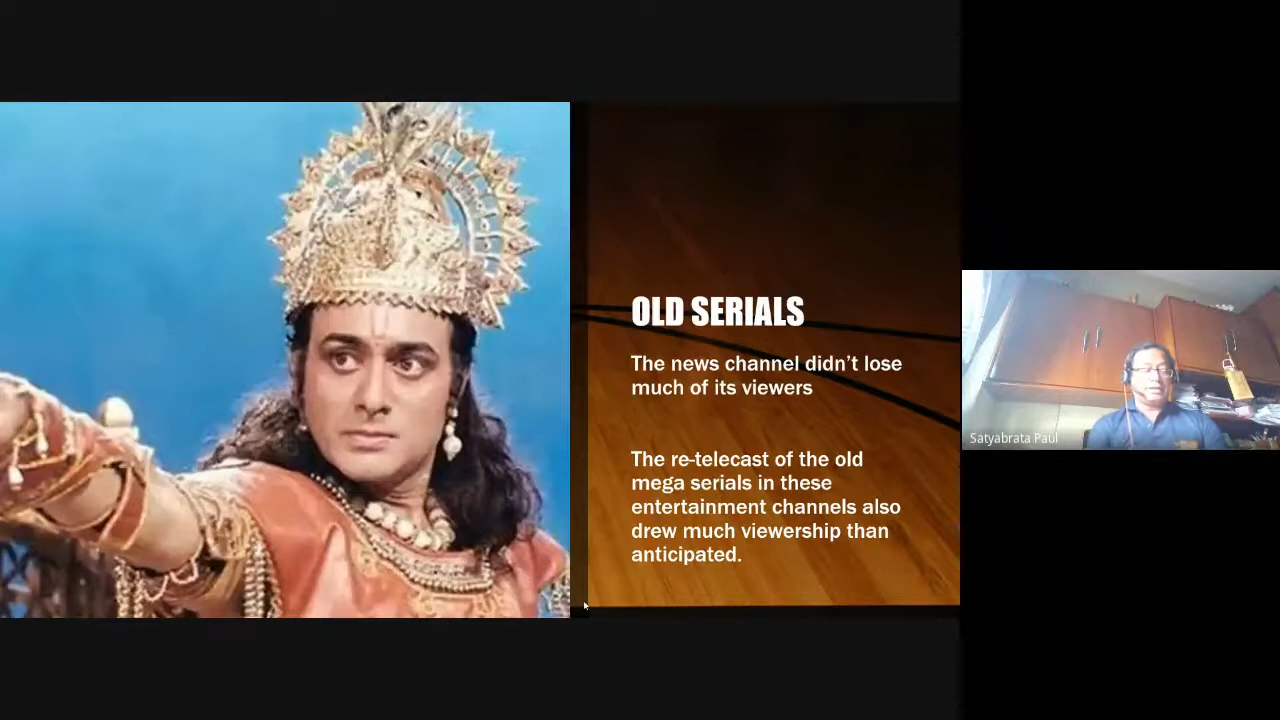 OLD SERIALS
The news channel didn’t lose
much of its viewers
The re-telecast of the old
mega serials in these
entertainment channels also
drew much viewership than
anticipated.
Satyabrata Paul